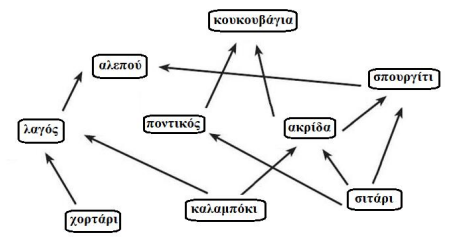 κουκουβάγια
αλεπού
σπουργίτι
λαγός
ποντικός
ακρίδα
χορτάρι
καλαμπόκι
σιτάρι